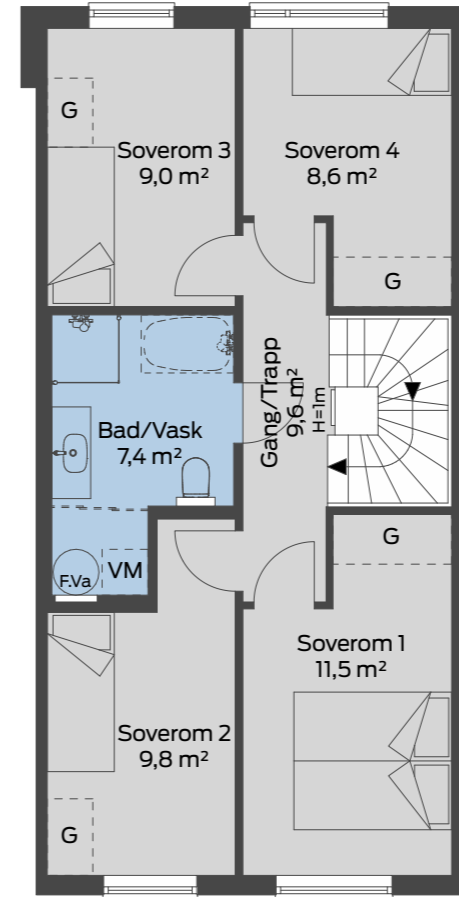 G
Soverom 3
9,0 m²
Soverom 4
8,6 m²
G
Gang/Trapp
9,6 m²
H=1m
Bad/Vask
7,4 m²
F.Va
VM
G
Soverom 1
11,5 m²
Soverom 2
9,8 m²
G